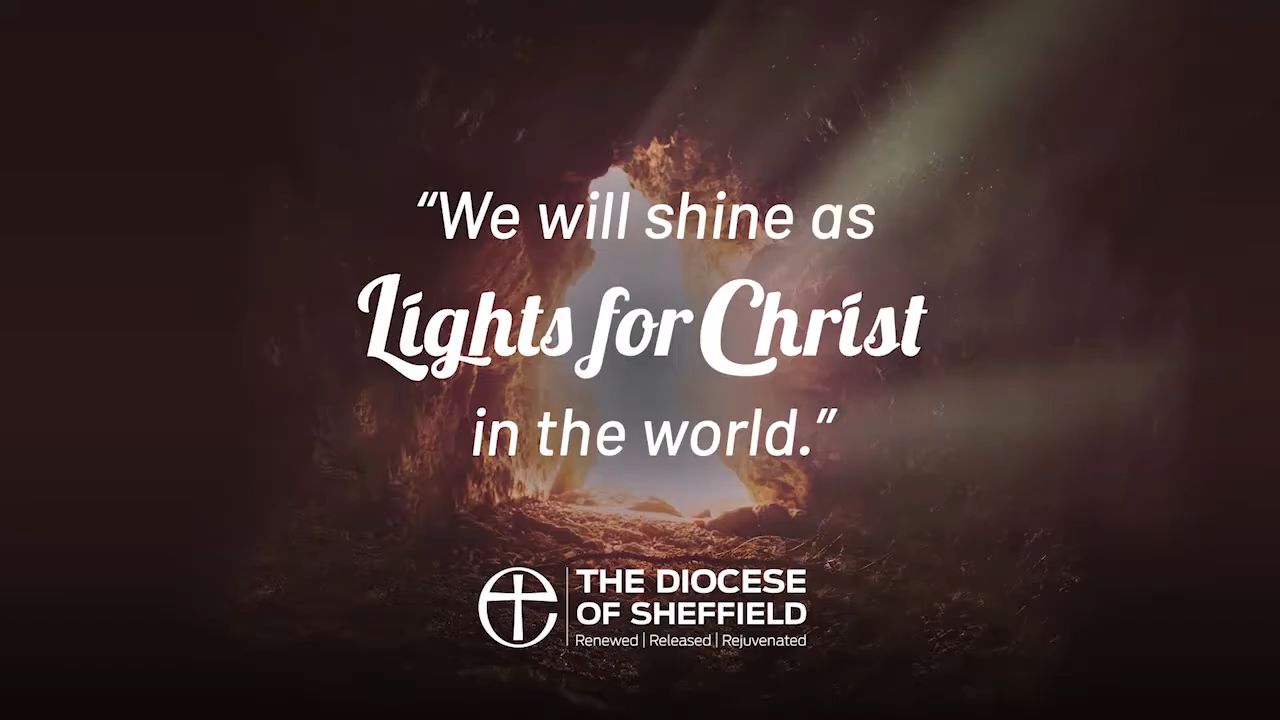 “We will shine as
Lights for Christ
in the world.”
THE DIOCESE
OF SHEFFIELD
Renewed | Released | Rejuvenated